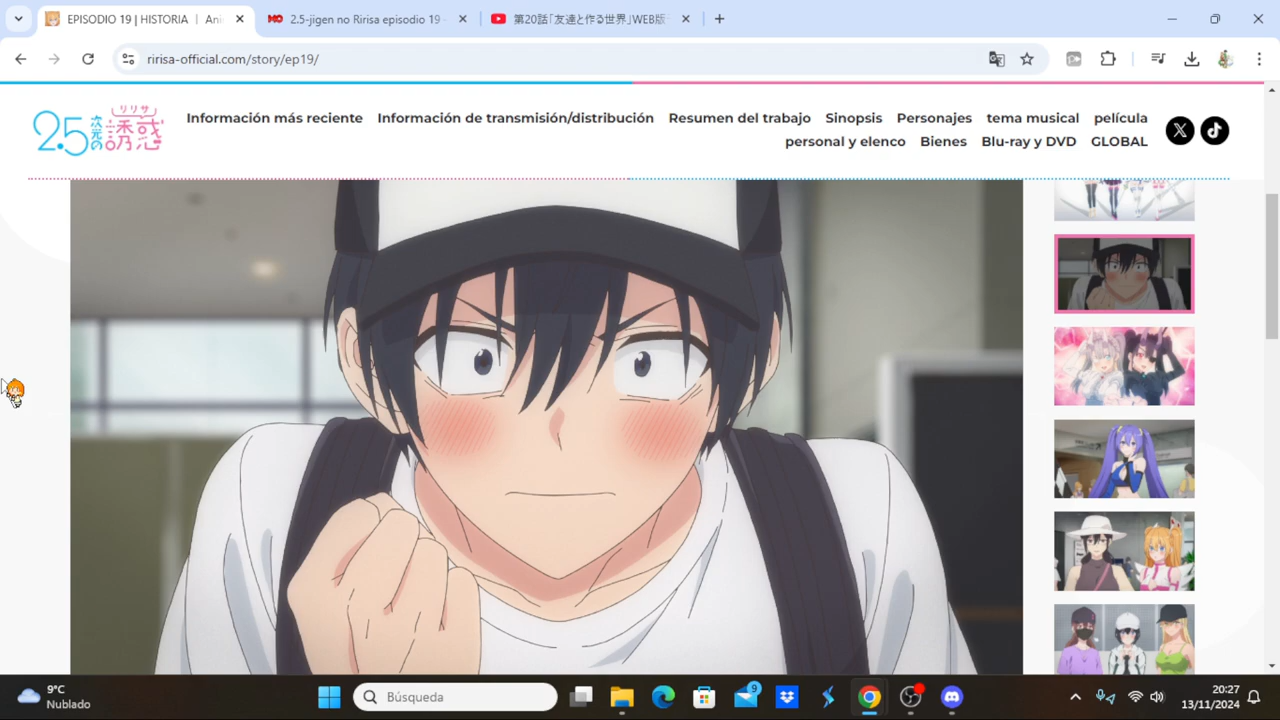 EPISODIO 19 | HISTORIA | Ani
2.5-jigen no Ririsa episodio 19 -
第20話「友達と作る世界」WEB版
ririsa-official.com/story/ep19/
リリサ
2.5次元の誘惑
Información más reciente
Información de transmisión/distribución
Resumen del trabajo
Sinopsis
Personajes
tema musical
película
personal y elenco
Bienes
Blu-ray y DVD
GLOBAL
9°C
Nublado
Búsqueda
9
20:27
13/11/2024